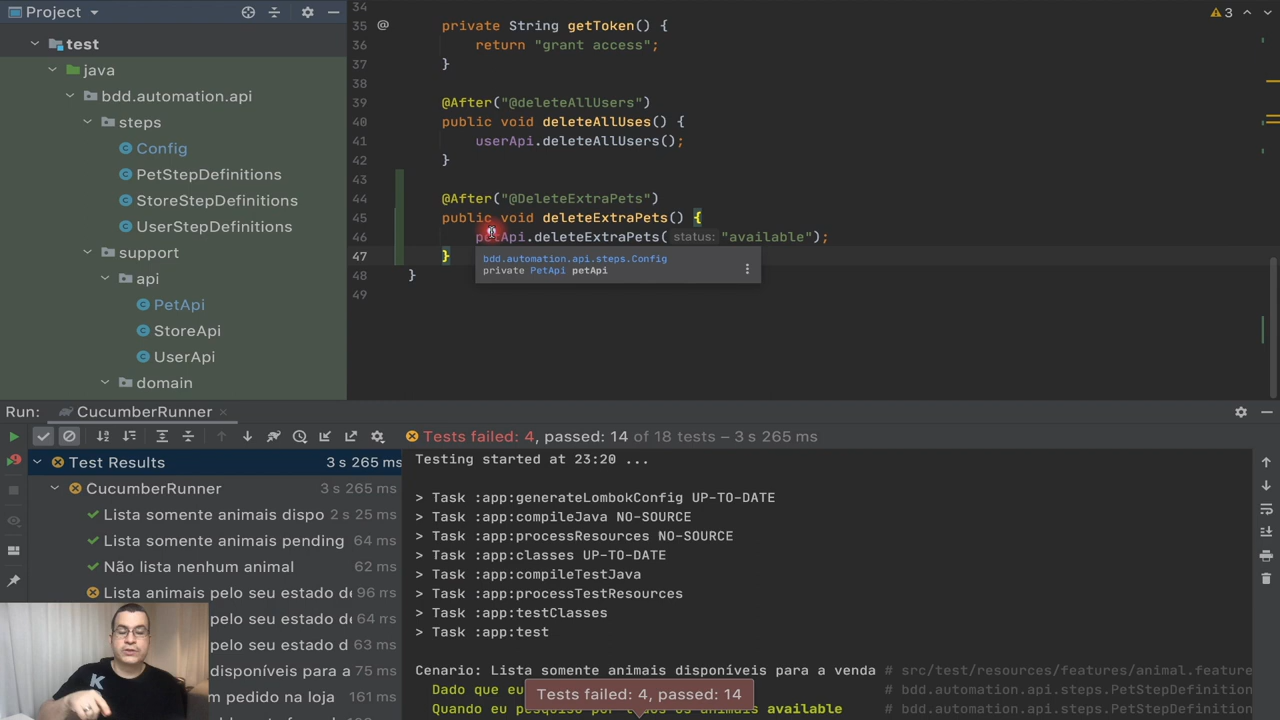 Project
test
java
bdd.automation.api
steps
Config
PetStepDefinitions
StoreStepDefinitions
UserStepDefinitions
support
api
PetApi
StoreApi
UserApi
domain
34
35 @ private String getToken() {
36 return "grant access";
37 }
38
39 @After("@deleteAllUsers")
40 public void deleteAllUses() {
41 userApi.deleteAllUsers();
42 }
43
44 @After("@DeleteExtraPets")
45 public void deleteExtraPets() {
46 petApi.deleteExtraPets( status: "available");
47 }
48 }
49
bdd.automation.api.steps.Config
private PetApi petApi
3
Run: CucumberRunner
Tests failed: 4, passed: 14 of 18 tests – 3 s 265 ms
Test Results 3 s 265 ms
CucumberRunner 3 s 265 ms
Lista somente animais dispo 2 s 25 ms
Lista somente animais pending 64 ms
Não lista nenhum animal 62 ms
Lista animais pelo seu estado de 96 ms
pelo seu estado d 64 ms
pelo seu estado d 63 ms
disponíveis para a 75 ms
m pedido na loja 161 ms
Testing started at 23:20 ...
> Task :app:generateLombokConfig UP-TO-DATE
> Task :app:compileJava NO-SOURCE
> Task :app:processResources NO-SOURCE
> Task :app:classes UP-TO-DATE
> Task :app:compileTestJava
> Task :app:processTestResources
> Task :app:testClasses
> Task :app:test
Cenario: Lista somente animais disponíveis para a venda # src/test/resources/features/animal.feature
Dado que eu # bdd.automation.api.steps.PetStepDefinition
Quando eu pesquiso por todos os animais available # bdd.automation.api.steps.PetStepDefinition
Tests failed: 4, passed: 14
K